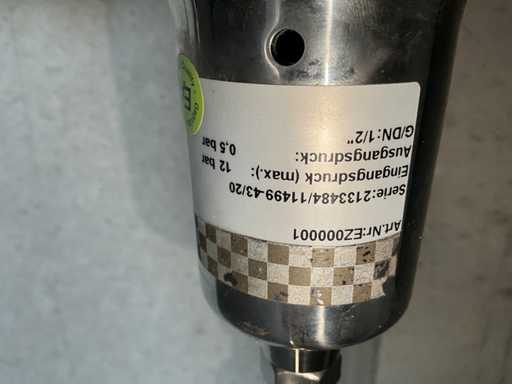 Art.Nr:EZ000001
Serie:2133484/11499-43/20
Eingangsdruck (max.): 12 bar
Ausgangsdruck: 0,5 bar
G/DN:1/2"